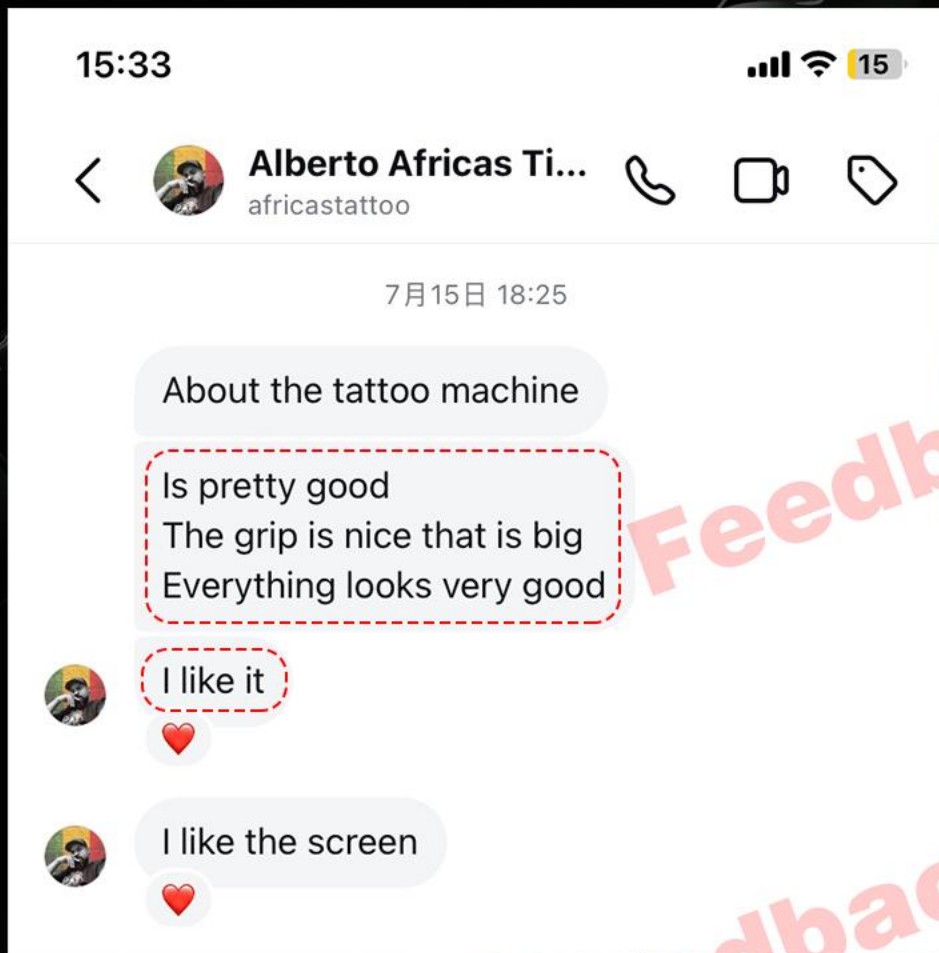 15:33
15
Alberto Africas Ti...
africastattoo
7月15日 18:25
About the tattoo machine
Is pretty good
The grip is nice that is big
Everything looks very good
I like it
I like the screen